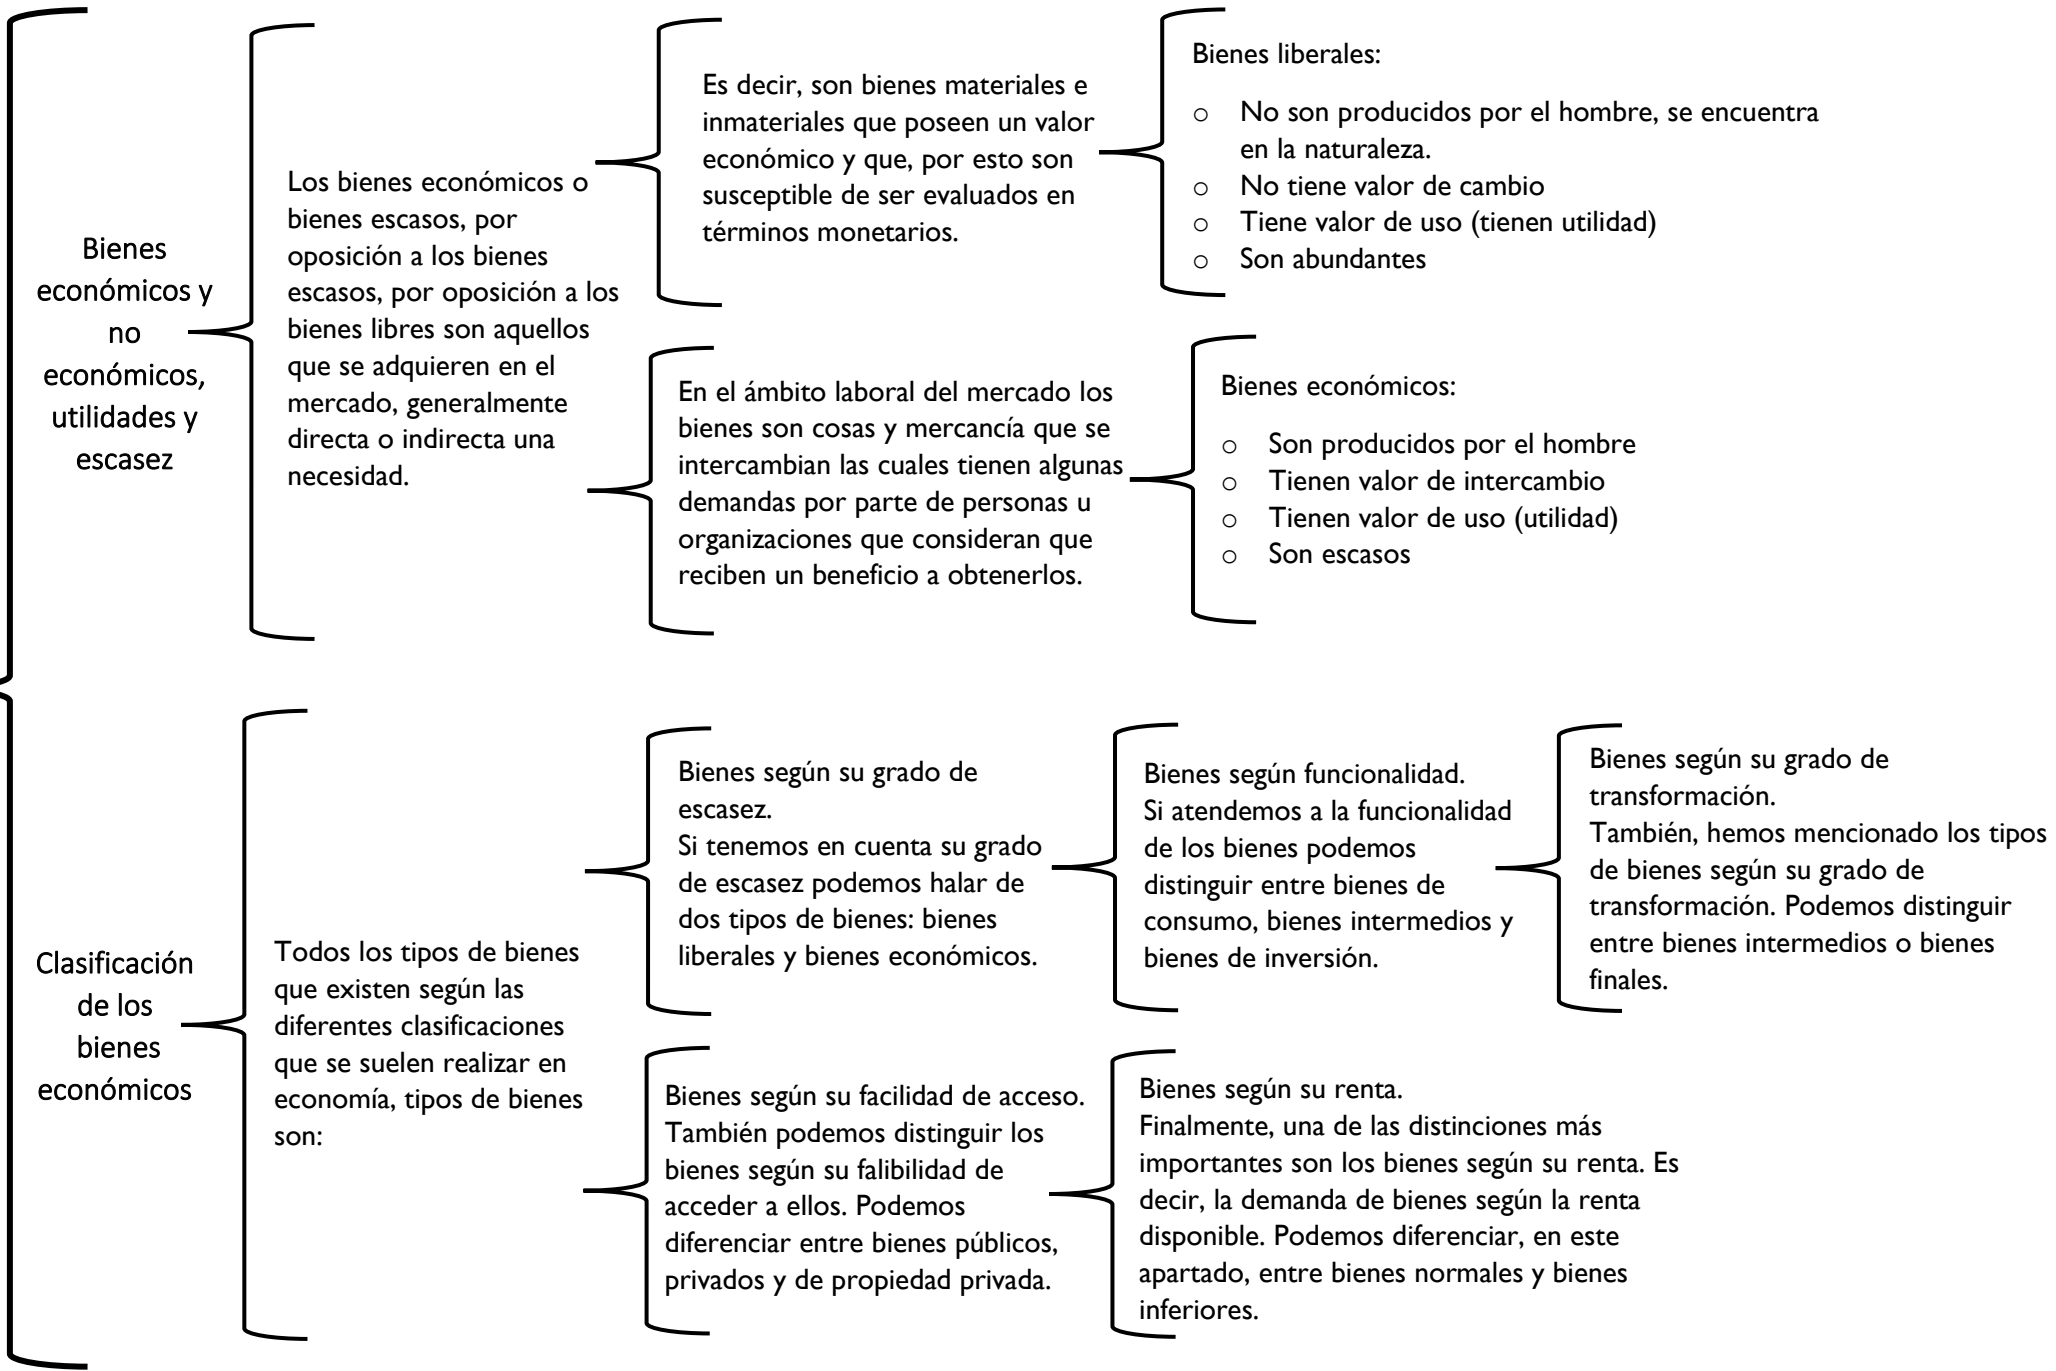 Bienes
económicos y
no
económicos,
utilidades y
escasez
Los bienes económicos o
bienes escasos, por
oposición a los bienes
escasos, por oposición a los
bienes libres son aquellos
que se adquieren en el
mercado, generalmente
directa o indirecta una
necesidad.
Es decir, son bienes materiales e
inmateriales que poseen un valor
económico y que, por esto son
susceptible de ser evaluados en
términos monetarios.
Bienes liberales:
o No son producidos por el hombre, se encuentra
en la naturaleza.
o No tiene valor de cambio
o Tiene valor de uso (tienen utilidad)
o Son abundantes
En el ámbito laboral del mercado los
bienes son cosas y mercancía que se
intercambian las cuales tienen algunas
demandas por parte de personas u
organizaciones que consideran que
reciben un beneficio a obtenerlos.
Bienes económicos:
o Son producidos por el hombre
o Tienen valor de intercambio
o Tienen valor de uso (utilidad)
o Son escasos
Clasificación
de los
bienes
económicos
Todos los tipos de bienes
que existen según las
diferentes clasificaciones
que se suelen realizar en
economía, tipos de bienes
son:
Bienes según su grado de
escasez.
Si tenemos en cuenta su grado
de escasez podemos halar de
dos tipos de bienes: bienes
liberales y bienes económicos.
Bienes según funcionalidad.
Si atendemos a la funcionalidad
de los bienes podemos
distinguir entre bienes de
consumo, bienes intermedios y
bienes de inversión.
Bienes según su grado de
transformación.
También, hemos mencionado los tipos
de bienes según su grado de
transformación. Podemos distinguir
entre bienes intermedios o bienes
finales.
Bienes según su facilidad de acceso.
También podemos distinguir los
bienes según su falibilidad de
acceder a ellos. Podemos
diferenciar entre bienes públicos,
privados y de propiedad privada.
Bienes según su renta.
Finalmente, una de las distinciones más
importantes son los bienes según su renta. Es
decir, la demanda de bienes según la renta
disponible. Podemos diferenciar, en este
apartado, entre bienes normales y bienes
inferiores.